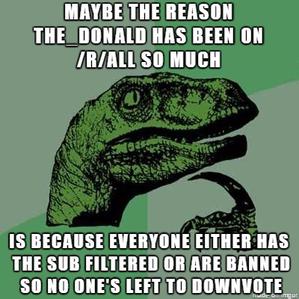 MAYBE THE REASON
THE_DONALD HAS BEEN ON
/R/ALL SO MUCH
IS BECAUSE EVERYONE EITHER HAS
THE SUB FILTERED OR ARE BANNED
SO NO ONE'S LEFT TO DOWNVOTE